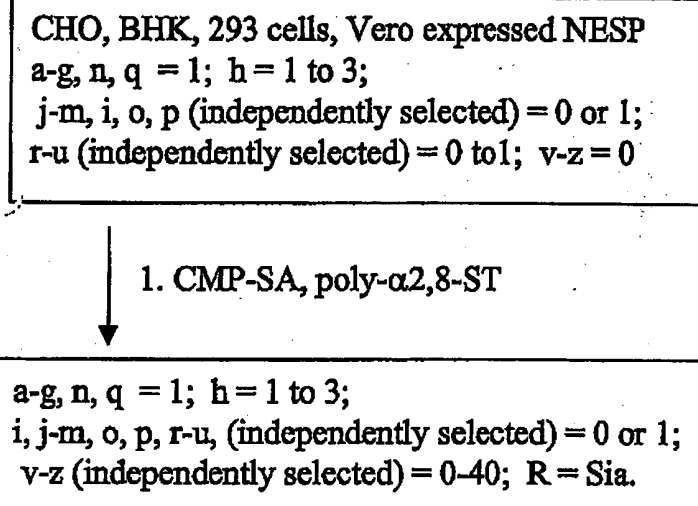 CHO, BHK, 293 cells, Vero expressed NESP
a-g, n, q = 1; h = 1 to 3;
j-m, i, o, p (independently selected) = 0 or 1;
r-u (independently selected) = 0 to1; v-z = 0
1. CMP-SA, poly-α2,8-ST
a-g, n, q = 1; h = 1 to 3;
i, j-m, o, p, r-u, (independently selected) = 0 or 1;
v-z (independently selected) = 0-40; R = Sia.